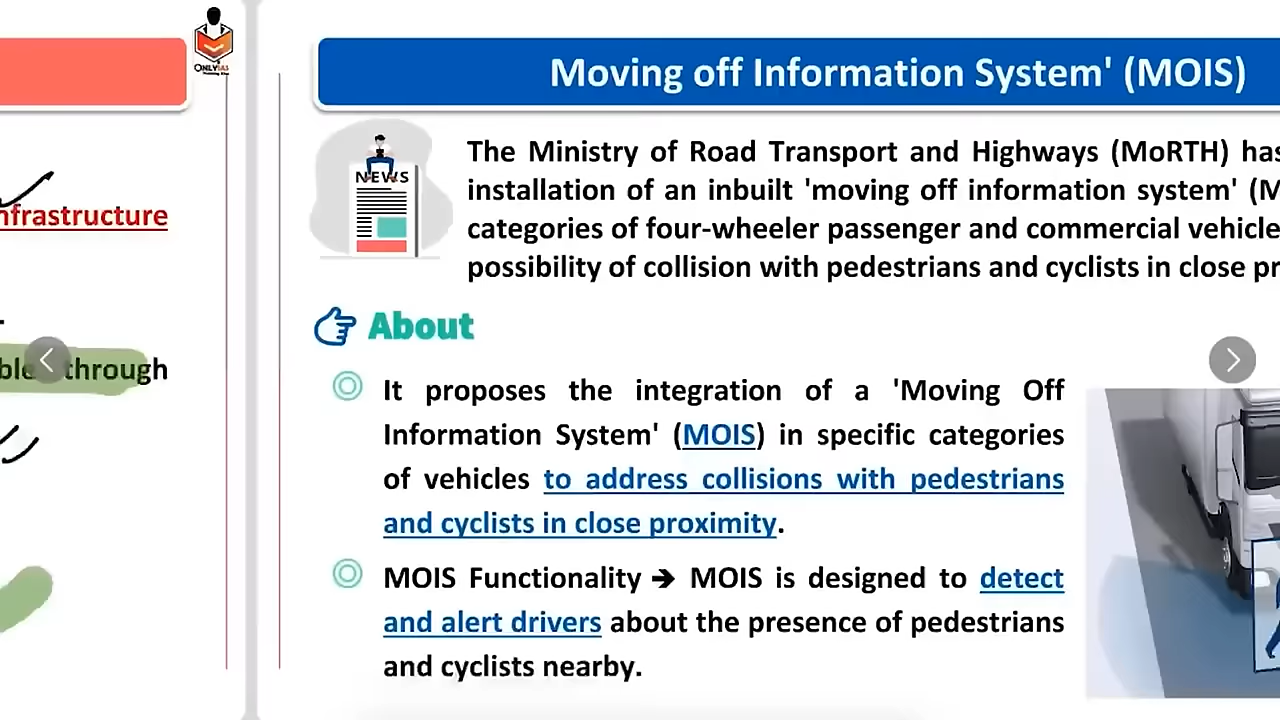 ONLYIAS
nfrastructure
through
Moving off Information System' (MOIS)
NEWS
The Ministry of Road Transport and Highways (MoRTH) has
installation of an inbuilt 'moving off information system' (M
categories of four-wheeler passenger and commercial vehicle
possibility of collision with pedestrians and cyclists in close pr
About
It proposes the integration of a 'Moving Off
Information System' (MOIS) in specific categories
of vehicles to address collisions with pedestrians
and cyclists in close proximity.
MOIS Functionality ➔ MOIS is designed to detect
and alert drivers about the presence of pedestrians
and cyclists nearby.